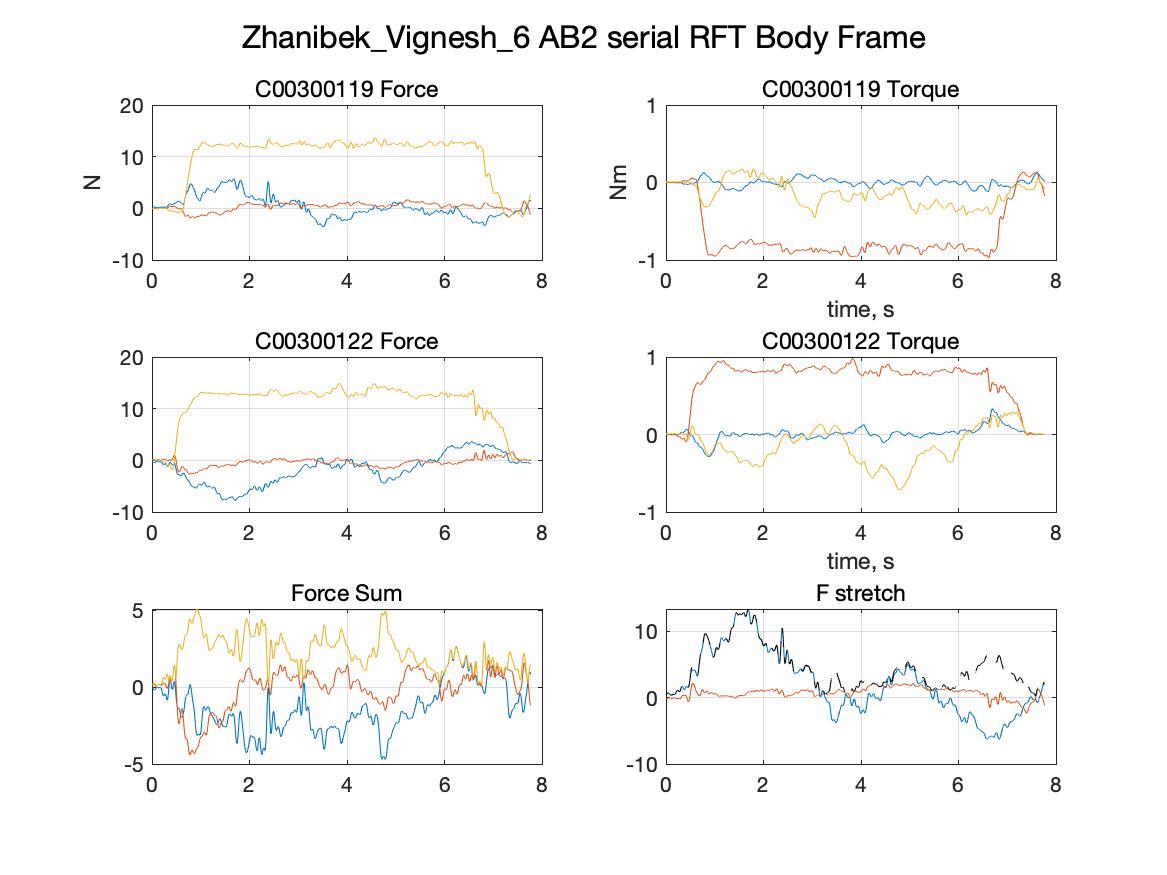 Zhanibek_Vignesh_6 AB2 serial RFT Body Frame
C00300119 Force
20
10
0
-10
N
0 2 4 6 8
C00300119 Torque
1
0
-1
Nm
0 2 4 6 8
time, s
C00300122 Force
20
10
0
-10
0 2 4 6 8
C00300122 Torque
1
0
-1
0 2 4 6 8
time, s
Force Sum
5
0
-5
0 2 4 6 8
F stretch
10
0
-10
0 2 4 6 8